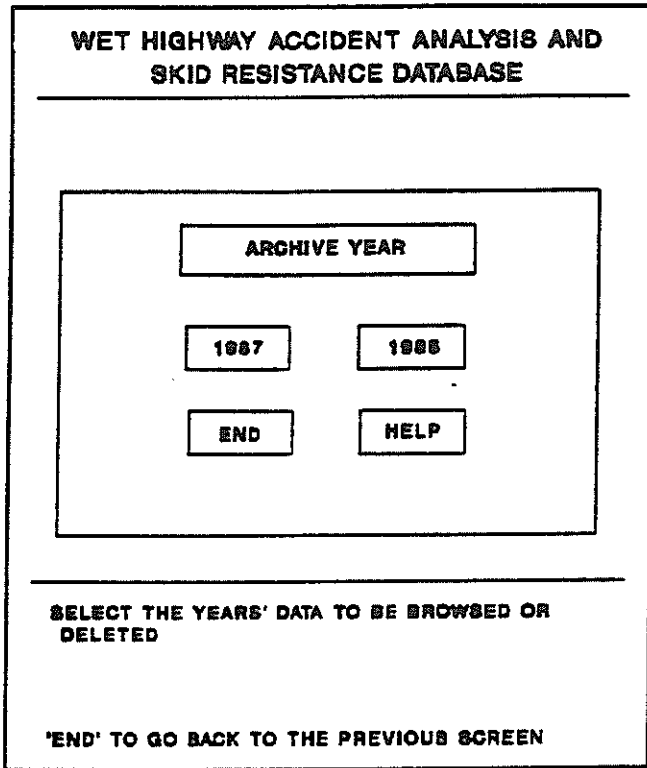 WET HIGHWAY ACCIDENT ANALYSIS AND
SKID RESISTANCE DATABASE
ARCHIVE YEAR
1987 1988
END HELP
SELECT THE YEARS' DATA TO BE BROWSED OR
DELETED
'END' TO GO BACK TO THE PREVIOUS SCREEN